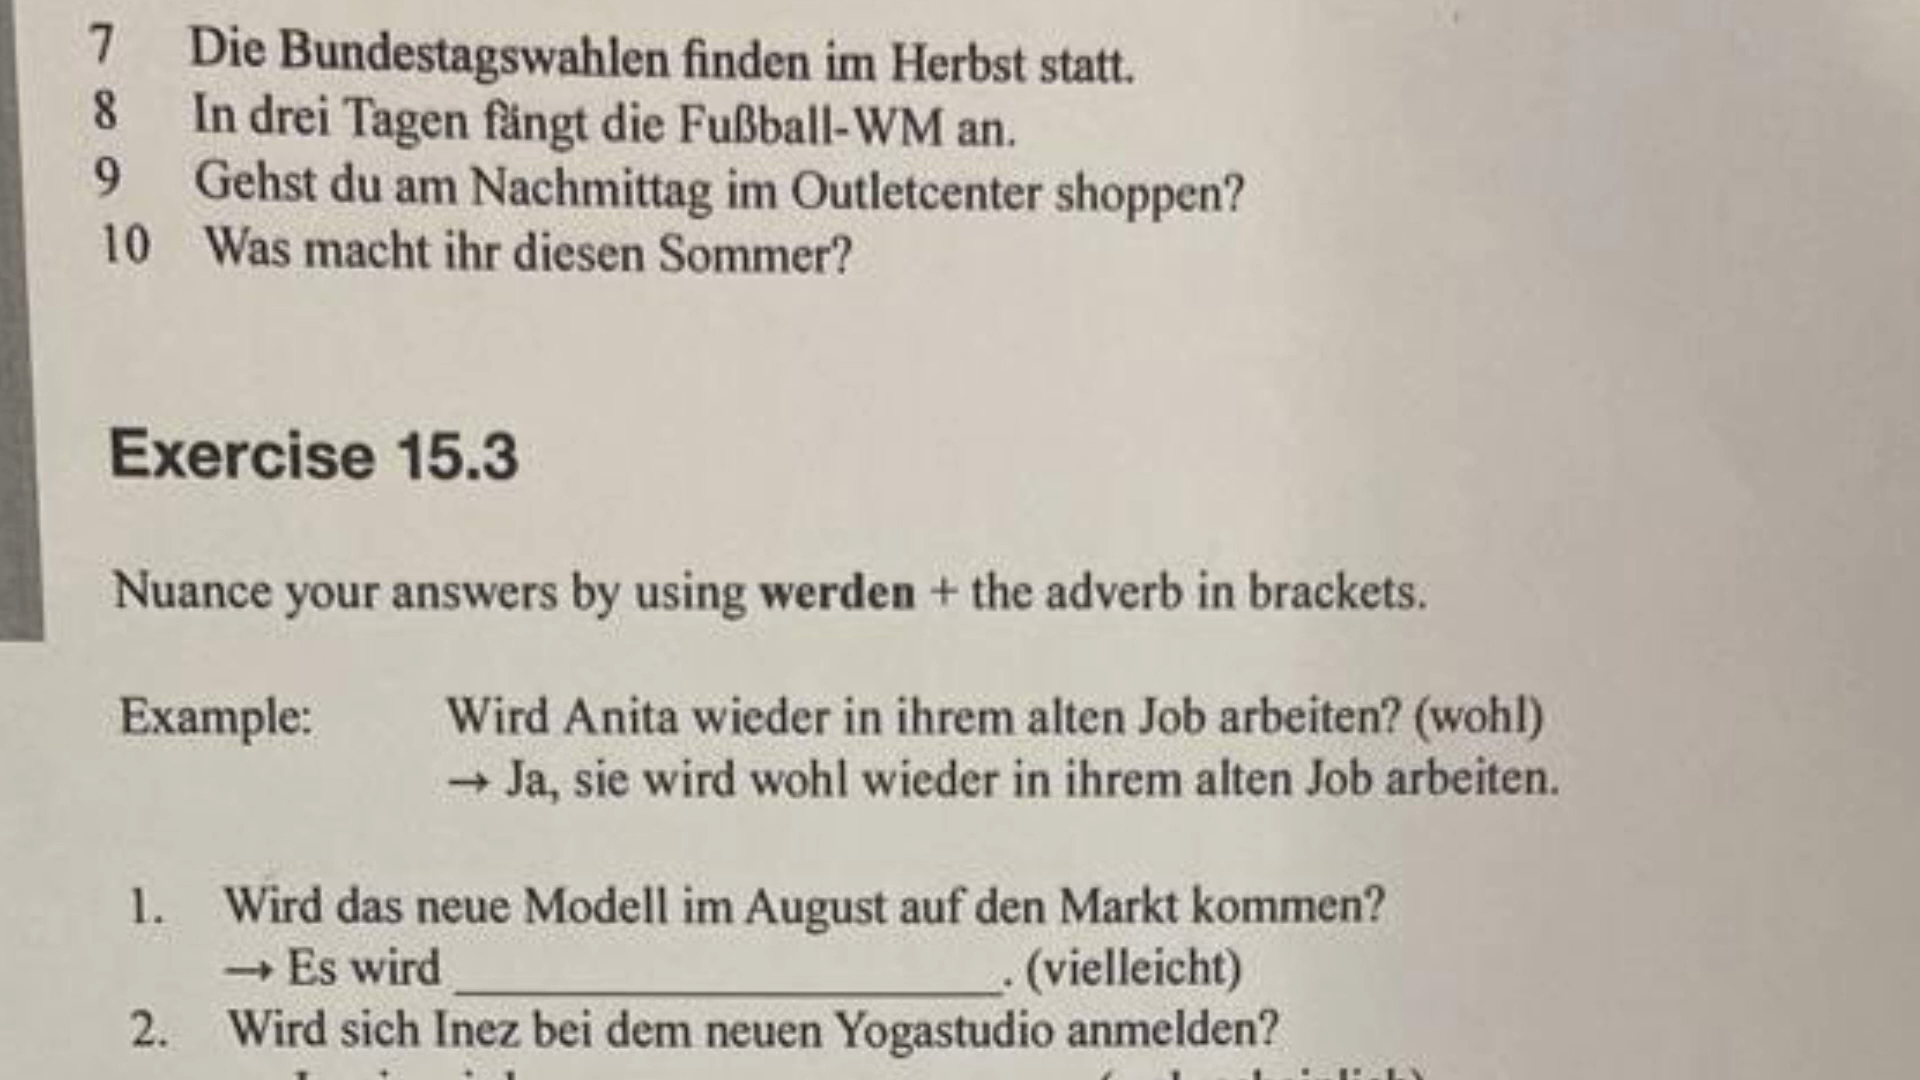 7 Die Bundestagswahlen finden im Herbst statt.
8 In drei Tagen fängt die Fußball-WM an.
9 Gehst du am Nachmittag im Outletcenter shoppen?
10 Was macht ihr diesen Sommer?
Exercise 15.3
Nuance your answers by using werden + the adverb in brackets.
Example: Wird Anita wieder in ihrem alten Job arbeiten? (wohl)
→ Ja, sie wird wohl wieder in ihrem alten Job arbeiten.
1. Wird das neue Modell im August auf den Markt kommen?
→ Es wird ____________________. (vielleicht)
2. Wird sich Inez bei dem neuen Yogastudio anmelden?